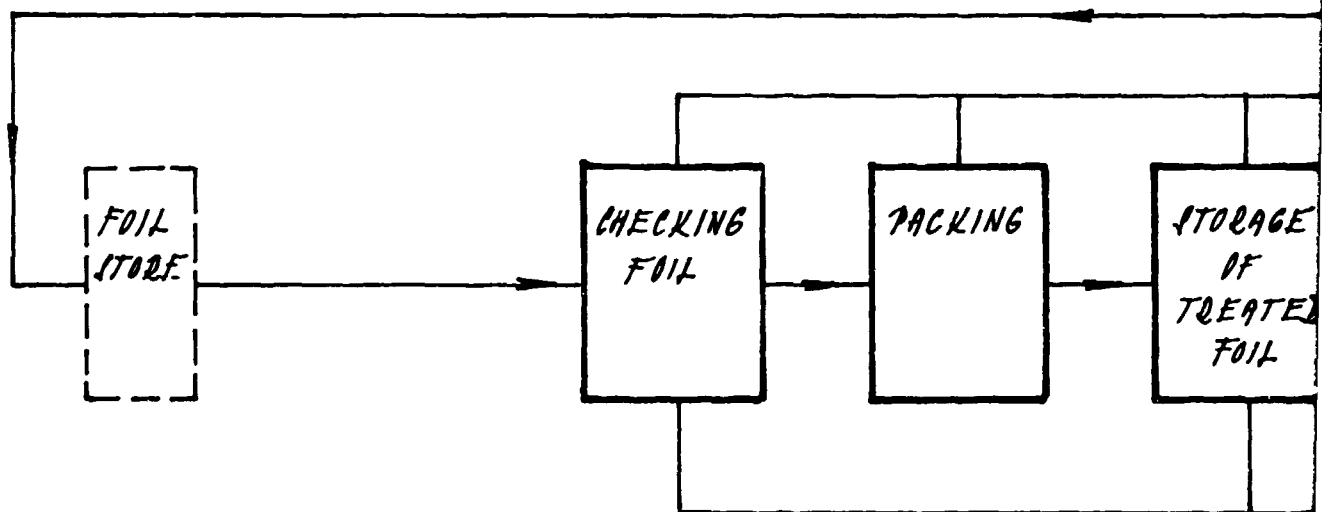 FOIL
STORE
CHECKING
FOIL
PACKING
STORAGE
OF
TREATED
FOIL